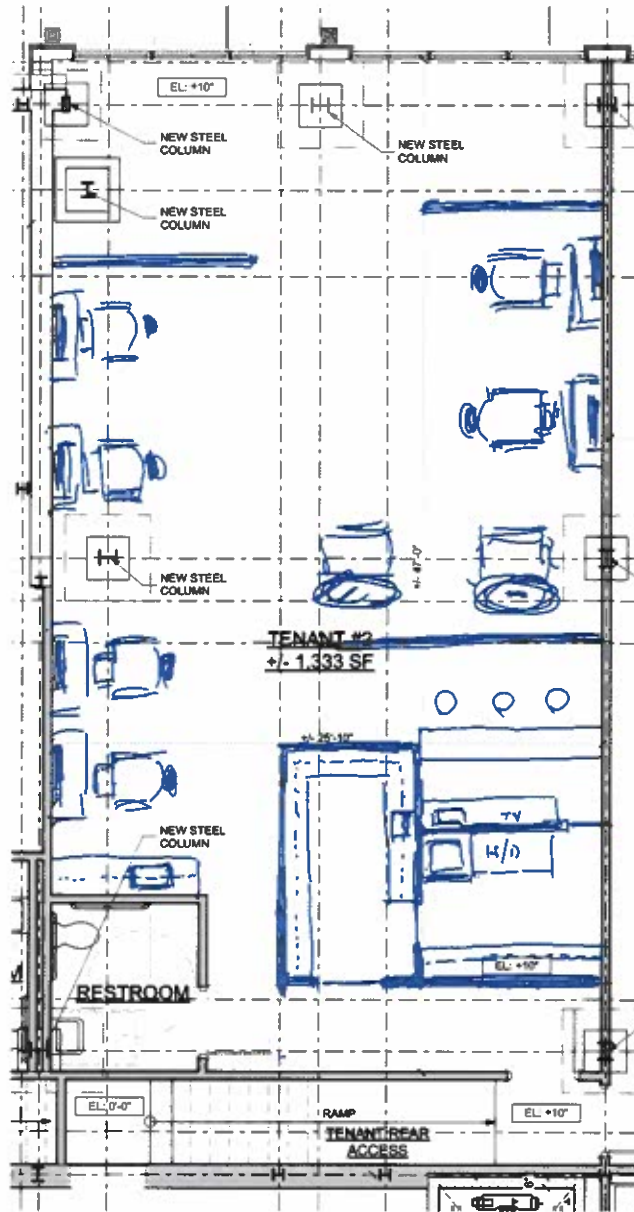 EL: +10"
NEW STEEL
COLUMN
NEW STEEL
COLUMN
NEW STEEL
COLUMN
+/- 47'-0"
NEW STEEL
COLUMN
TENANT #2
+/- 1,333 SF
+/- 25'-10"
TV
W/D
NEW STEEL
COLUMN
EL: +10"
RESTROOM
EL: 0'-0"
RAMP
EL: +10"
TENANT REAR
ACCESS